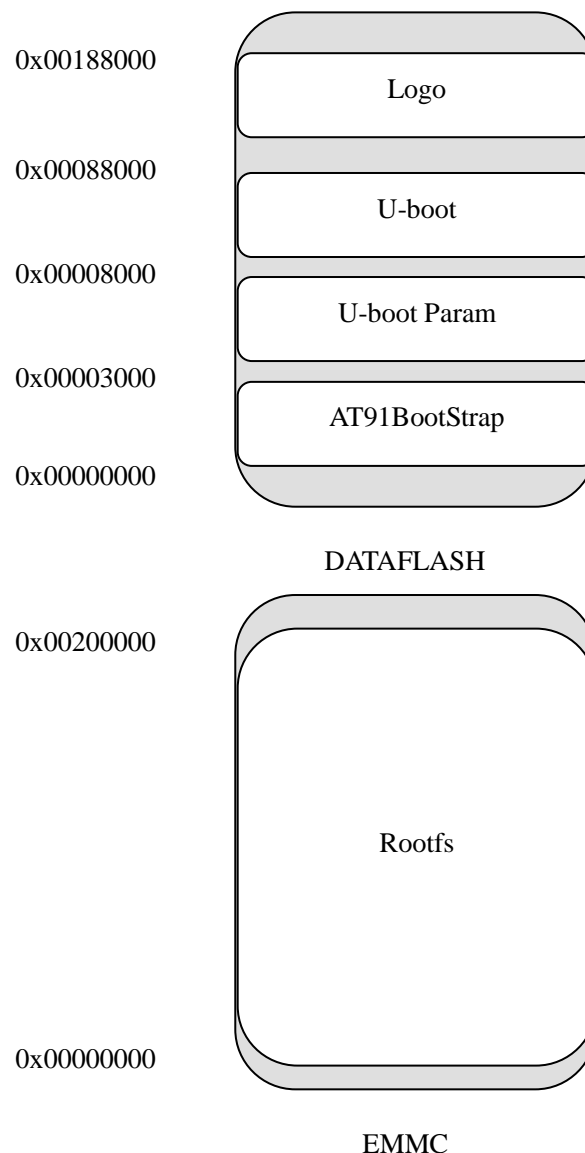 0x00188000
Logo
0x00088000
U-boot
0x00008000
U-boot Param
0x00003000
AT91BootStrap
0x00000000
DATAFLASH
0x00200000
Rootfs
0x00000000
EMMC